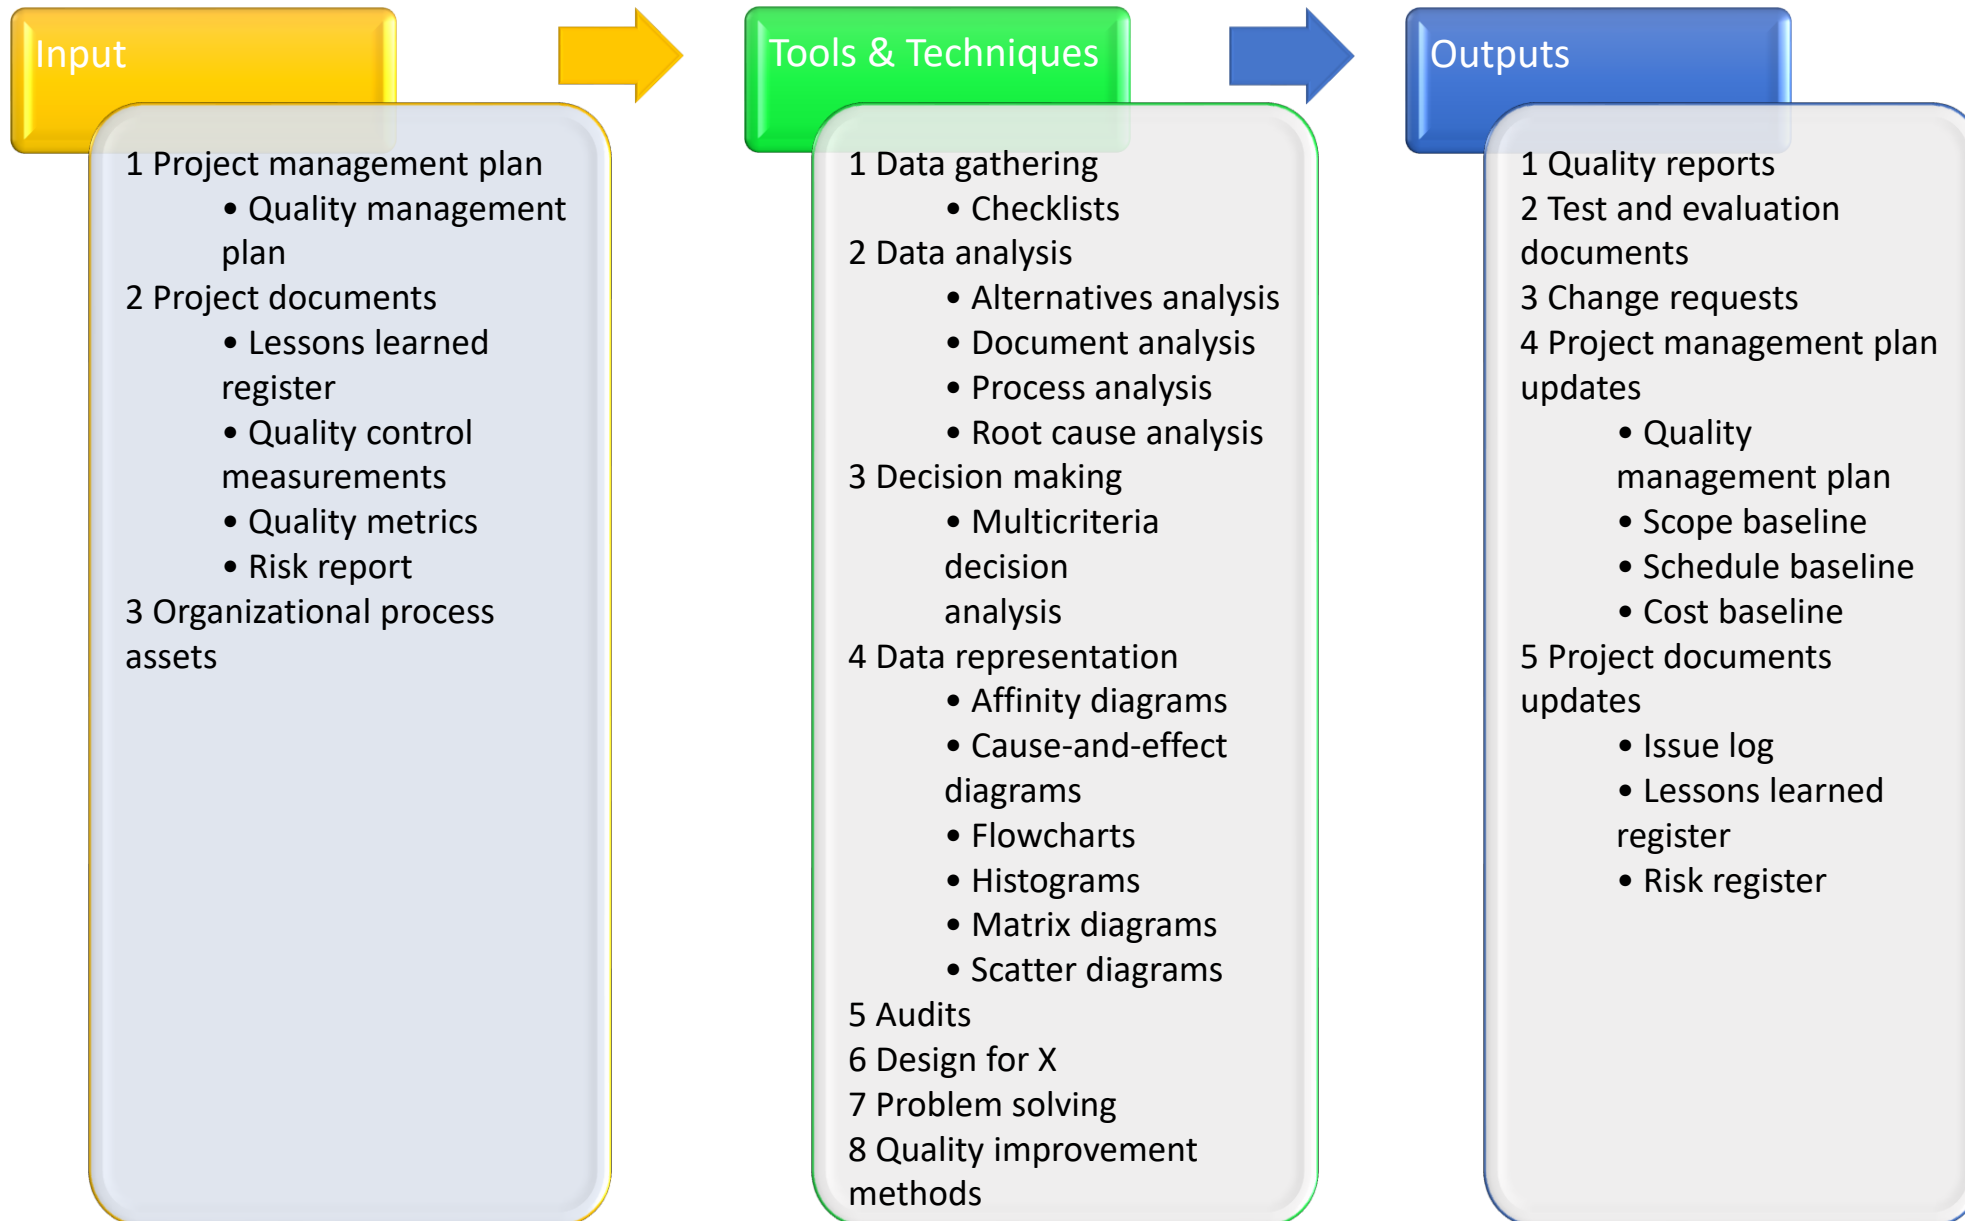 Input
1 Project management plan
• Quality management
plan
2 Project documents
• Lessons learned
register
• Quality control
measurements
• Quality metrics
• Risk report
3 Organizational process
assets
Tools & Techniques
1 Data gathering
• Checklists
2 Data analysis
• Alternatives analysis
• Document analysis
• Process analysis
• Root cause analysis
3 Decision making
• Multicriteria
decision
analysis
4 Data representation
• Affinity diagrams
• Cause-and-effect
diagrams
• Flowcharts
• Histograms
• Matrix diagrams
• Scatter diagrams
5 Audits
6 Design for X
7 Problem solving
8 Quality improvement
methods
Outputs
1 Quality reports
2 Test and evaluation
documents
3 Change requests
4 Project management plan
updates
• Quality
management plan
• Scope baseline
• Schedule baseline
• Cost baseline
5 Project documents
updates
• Issue log
• Lessons learned
register
• Risk register